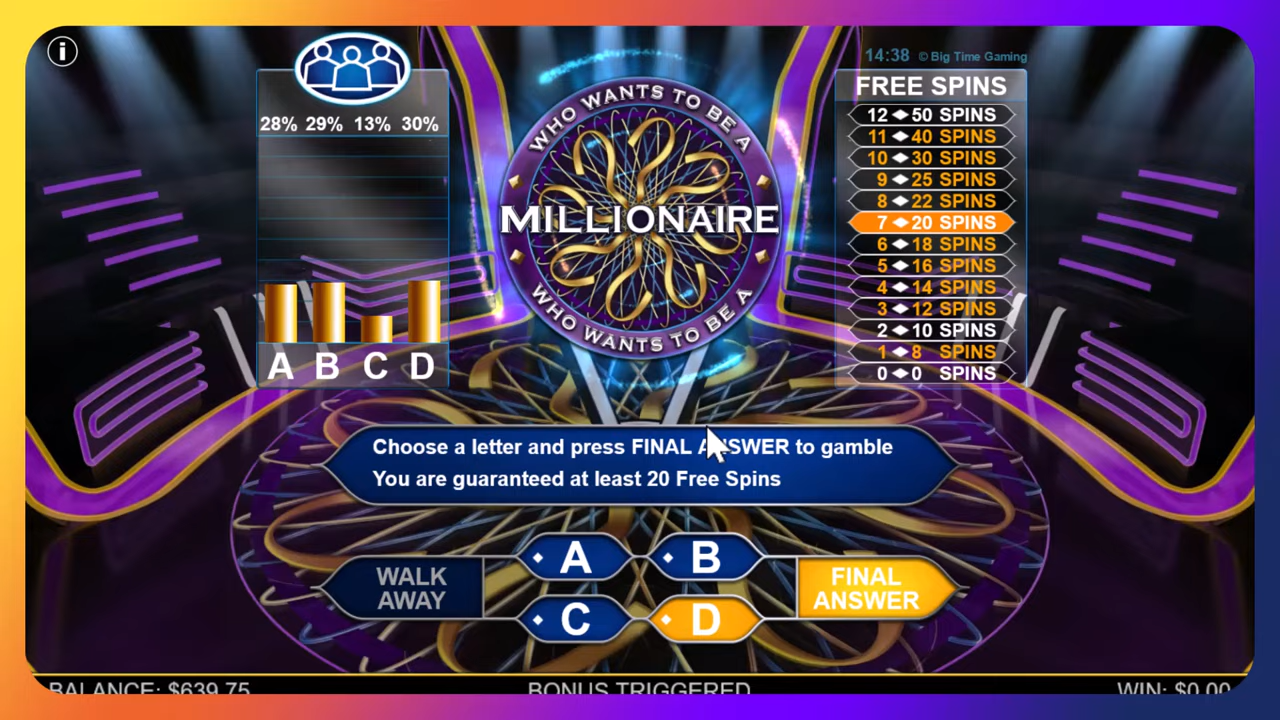 i
14:38 © Big Time Gaming
28% 29% 13% 30%
A B C D
WHO WANTS TO BE A
MILLIONAIRE
WHO WANTS TO BE A
FREE SPINS
12 50 SPINS
11 40 SPINS
10 30 SPINS
9 25 SPINS
8 22 SPINS
7 20 SPINS
6 18 SPINS
5 16 SPINS
4 14 SPINS
3 12 SPINS
2 10 SPINS
1 8 SPINS
0 0 SPINS
Choose a letter and press FINAL ANSWER to gamble
You are guaranteed at least 20 Free Spins
WALK
AWAY
A
B
C
D
FINAL
ANSWER
BALANCE: $639.75
BONUS TRIGGERED
WIN: $0.00